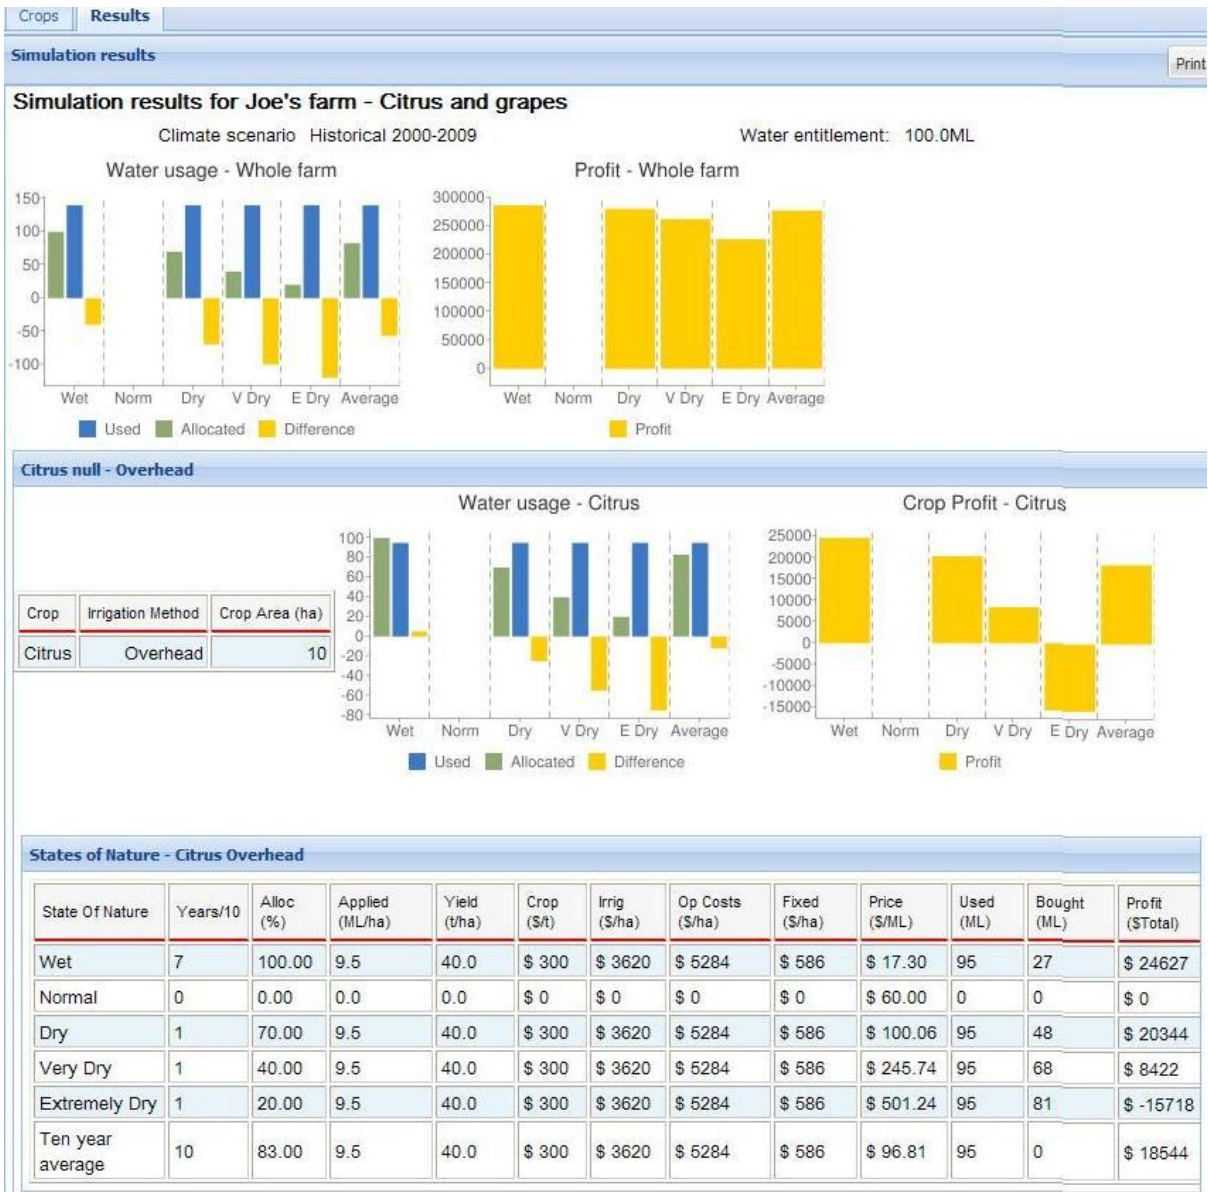 Crops Results
Simulation results
Print
Simulation results for Joe's farm - Citrus and grapes
Climate scenario Historical 2000-2009 Water entitlement: 100.0ML
Water usage - Whole farm
150
100
50
0
-50
-100
Wet Norm Dry V Dry E Dry Average
Used Allocated Difference
Profit - Whole farm
300000
250000
200000
150000
100000
50000
0
Wet Norm Dry V Dry E Dry Average
Profit
Citrus null - Overhead
Crop Irrigation Method Crop Area (ha)
Citrus Overhead 10
Water usage - Citrus
100
80
60
40
20
0
-20
-40
-60
-80
Wet Norm Dry V Dry E Dry Average
Used Allocated Difference
Crop Profit - Citrus
25000
20000
15000
10000
5000
0
-5000
-10000
-15000
Wet Norm Dry V Dry E Dry Average
Profit
States of Nature - Citrus Overhead
State Of Nature Years/10 Alloc (%) Applied (ML/ha) Yield (t/ha) Crop ($/t) Irrig ($/ha) Op Costs ($/ha) Fixed ($/ha) Price ($/ML) Used (ML) Bought (ML) Profit ($Total)
Wet 7 100.00 9.5 40.0 $ 300 $ 3620 $ 5284 $ 586 $ 17.30 95 27 $ 24627
Normal 0 0.00 0.0 0.0 $ 0 $ 0 $ 0 $ 0 $ 60.00 0 0 $ 0
Dry 1 70.00 9.5 40.0 $ 300 $ 3620 $ 5284 $ 586 $ 100.06 95 48 $ 20344
Very Dry 1 40.00 9.5 40.0 $ 300 $ 3620 $ 5284 $ 586 $ 245.74 95 68 $ 8422
Extremely Dry 1 20.00 9.5 40.0 $ 300 $ 3620 $ 5284 $ 586 $ 501.24 95 81 $ -15718
Ten year average 10 83.00 9.5 40.0 $ 300 $ 3620 $ 5284 $ 586 $ 96.81 95 0 $ 18544